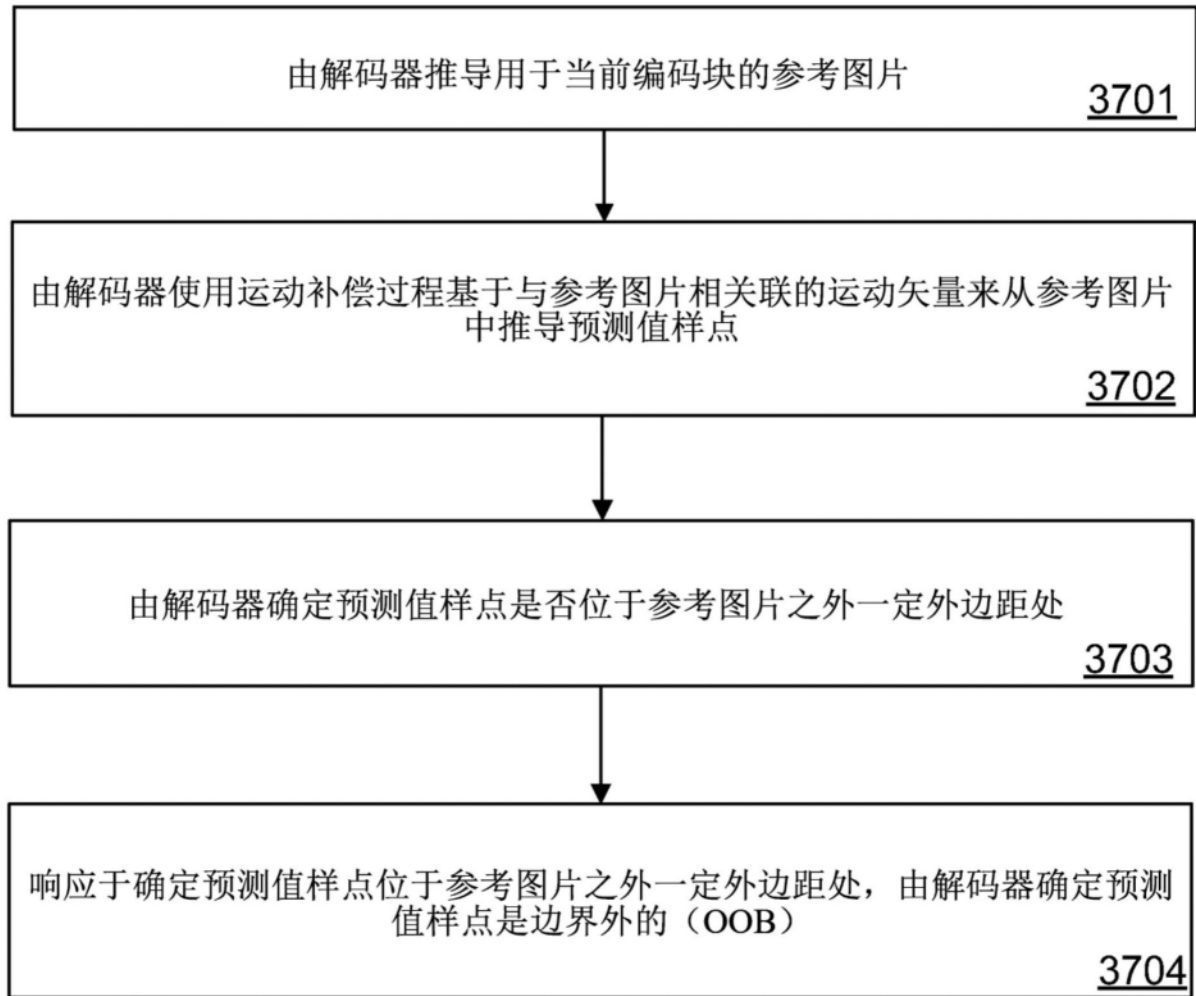 由解码器推导用于当前编码块的参考图片
3701
由解码器使用运动补偿过程基于与参考图片相关联的运动矢量来从参考图片
中推导预测值样点
3702
由解码器确定预测值样点是否位于参考图片之外一定外边距处
3703
响应于确定预测值样点位于参考图片之外一定外边距处，由解码器确定预测
值样点是边界外的（OOB）
3704